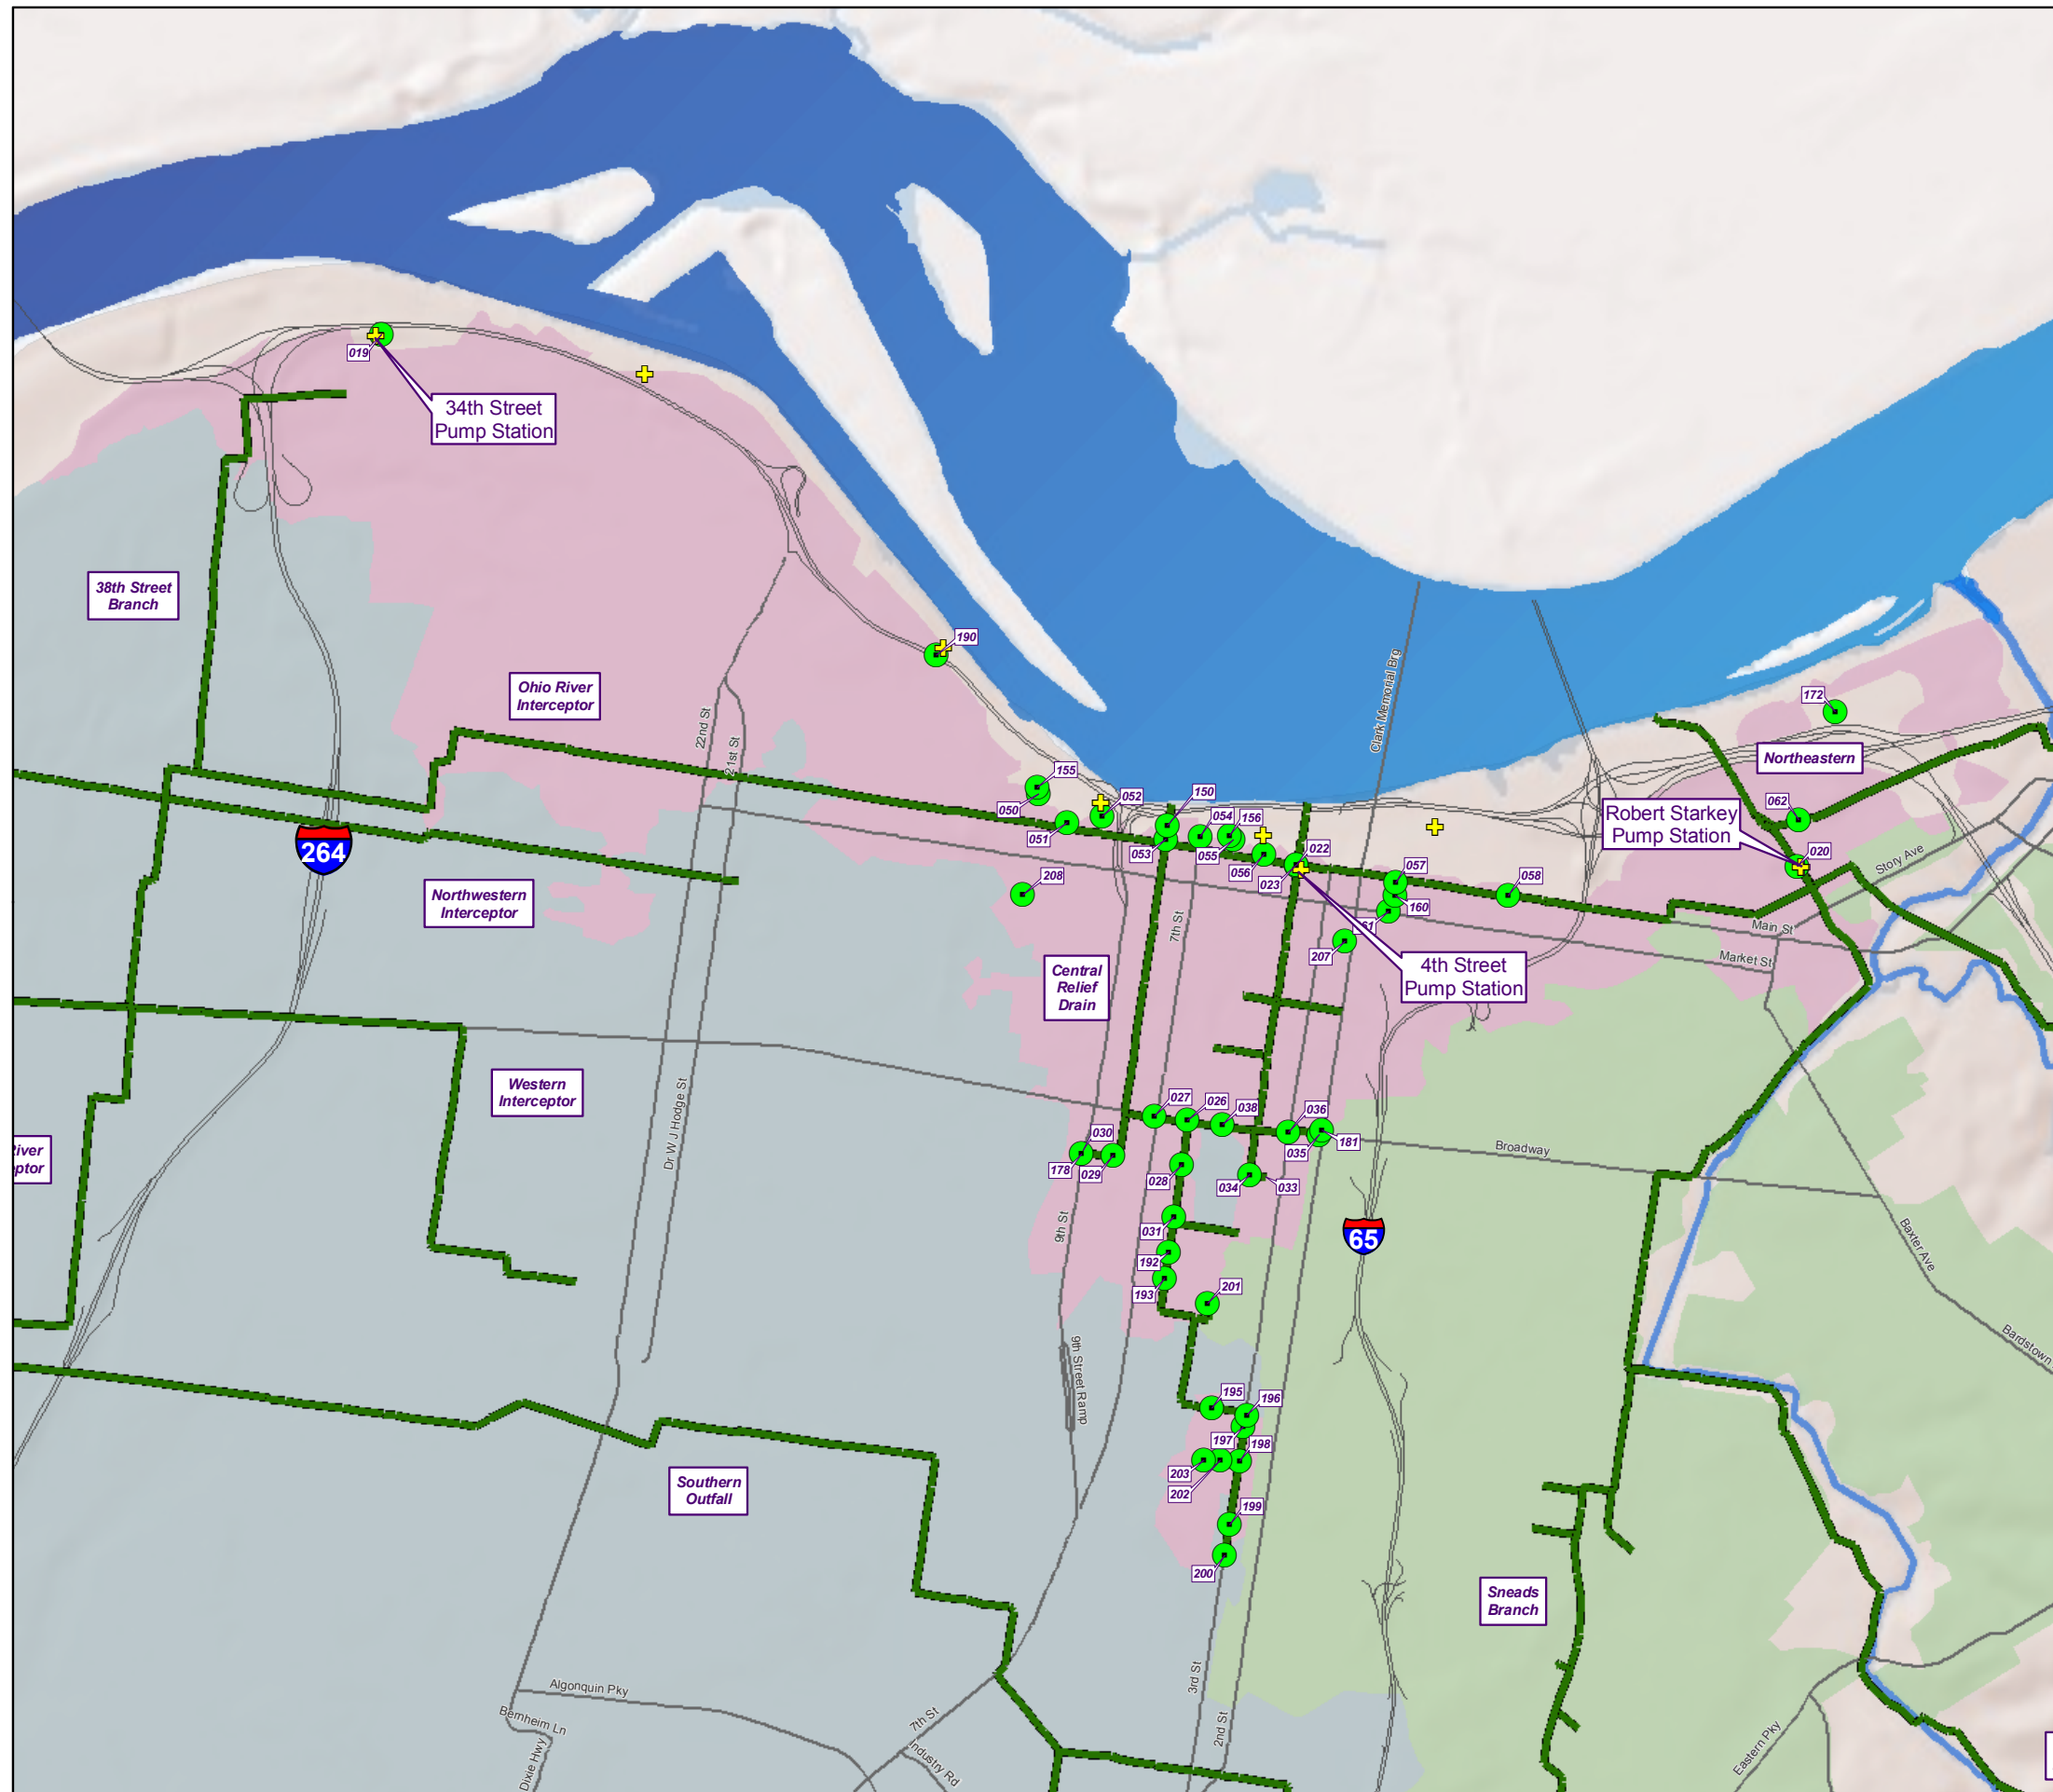 019
34th Street
Pump Station
38th Street
Branch
190
Ohio River
Interceptor
22nd St
21st St
Clark Memorial Brg
172
Northeastern
155
050
052
150
051
054
156
062
Robert Starkey
Pump Station
053
055
022
020
056
057
Story Ave
264
208
023
058
Northwestern
Interceptor
160
7th St
Main St
207
Market St
4th Street
Pump Station
Central
Relief
Drain
Western
Interceptor
027
026
038
036
030
181
Dr W J Hodge St
035
Broadway
178
029
028
034
033
9th St
031
65
Baxter Ave
192
193
201
Bardstown
9th Street Ramp
195
196
197
198
203
202
Southern
Outfall
199
200
Sneads
Branch
3rd St
Algonquin Pky
7th St
2nd St
Bernheim Ln
Eastern Pky
Dixie Hwy
Industry Rd